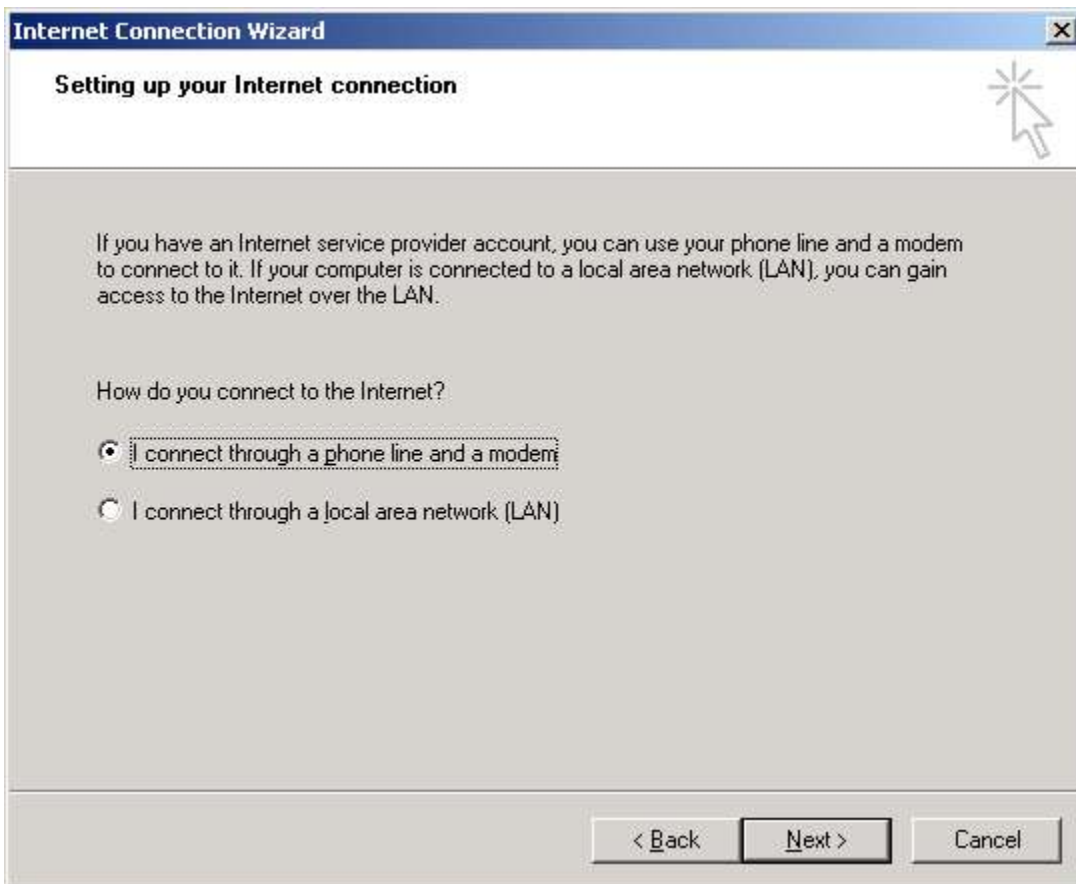 Internet Connection Wizard
Setting up your Internet connection
If you have an Internet service provider account, you can use your phone line and a modem
to connect to it. If your computer is connected to a local area network (LAN), you can gain
access to the Internet over the LAN.
How do you connect to the Internet?
I connect through a phone line and a modem
I connect through a local area network (LAN)
< Back Next > Cancel